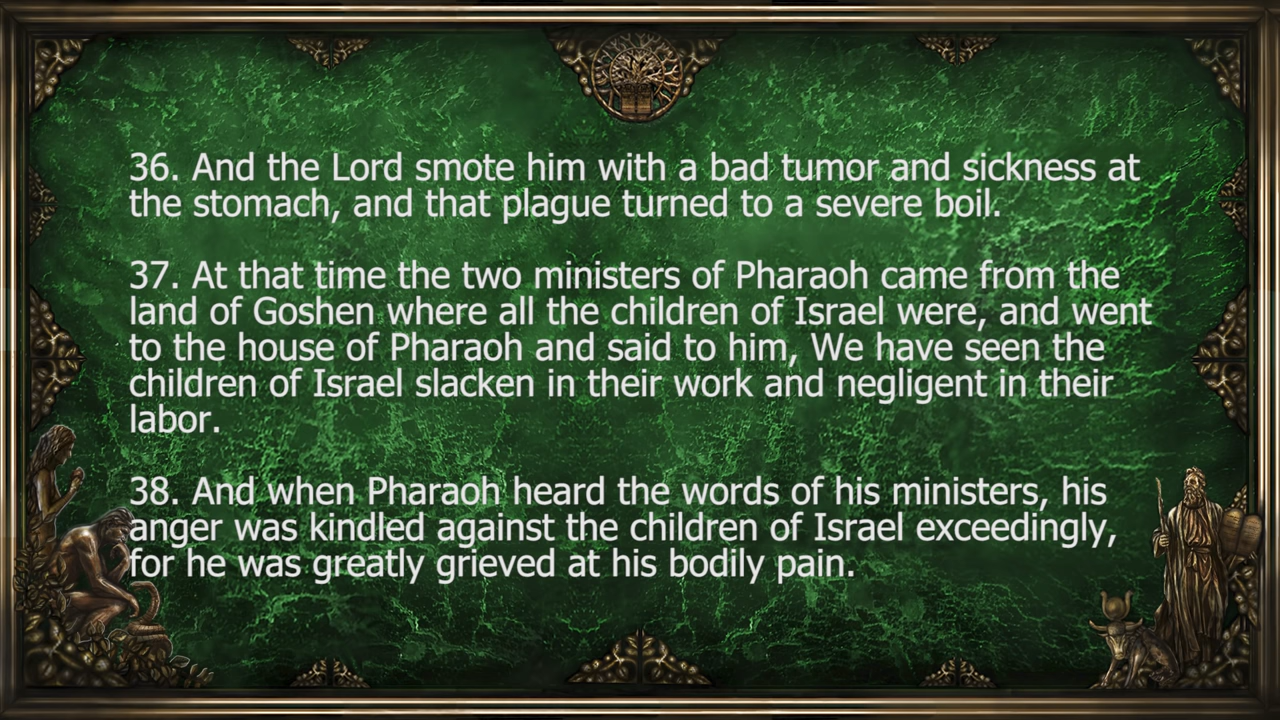 36. And the Lord smote him with a bad tumor and sickness at
the stomach, and that plague turned to a severe boil.
37. At that time the two ministers of Pharaoh came from the
land of Goshen where all the children of Israel were, and went
to the house of Pharaoh and said to him, We have seen the
children of Israel slacken in their work and negligent in their
labor.
38. And when Pharaoh heard the words of his ministers, his
anger was kindled against the children of Israel exceedingly,
for he was greatly grieved at his bodily pain.